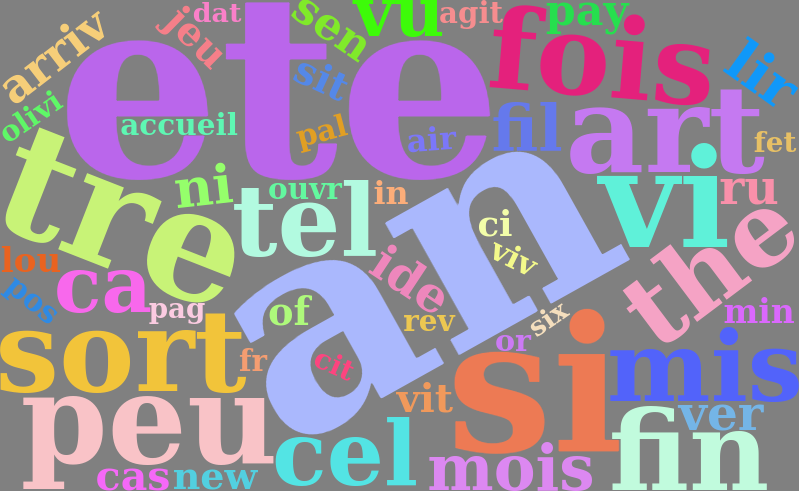 arriv
jeu
dat
sen
vu
agit
fois
pay
lir
ete
olivi
accueil
sit
pal
air
fil
art
fet
tre
ni
ouvr
tel
in
an
ci
viv
vi
ru
the
lou
ca
pos
pag
of
ide
rev
or
six
min
sort
fr
cit
si
mis
peu
vit
ver
cas
new
cel
mois
fin